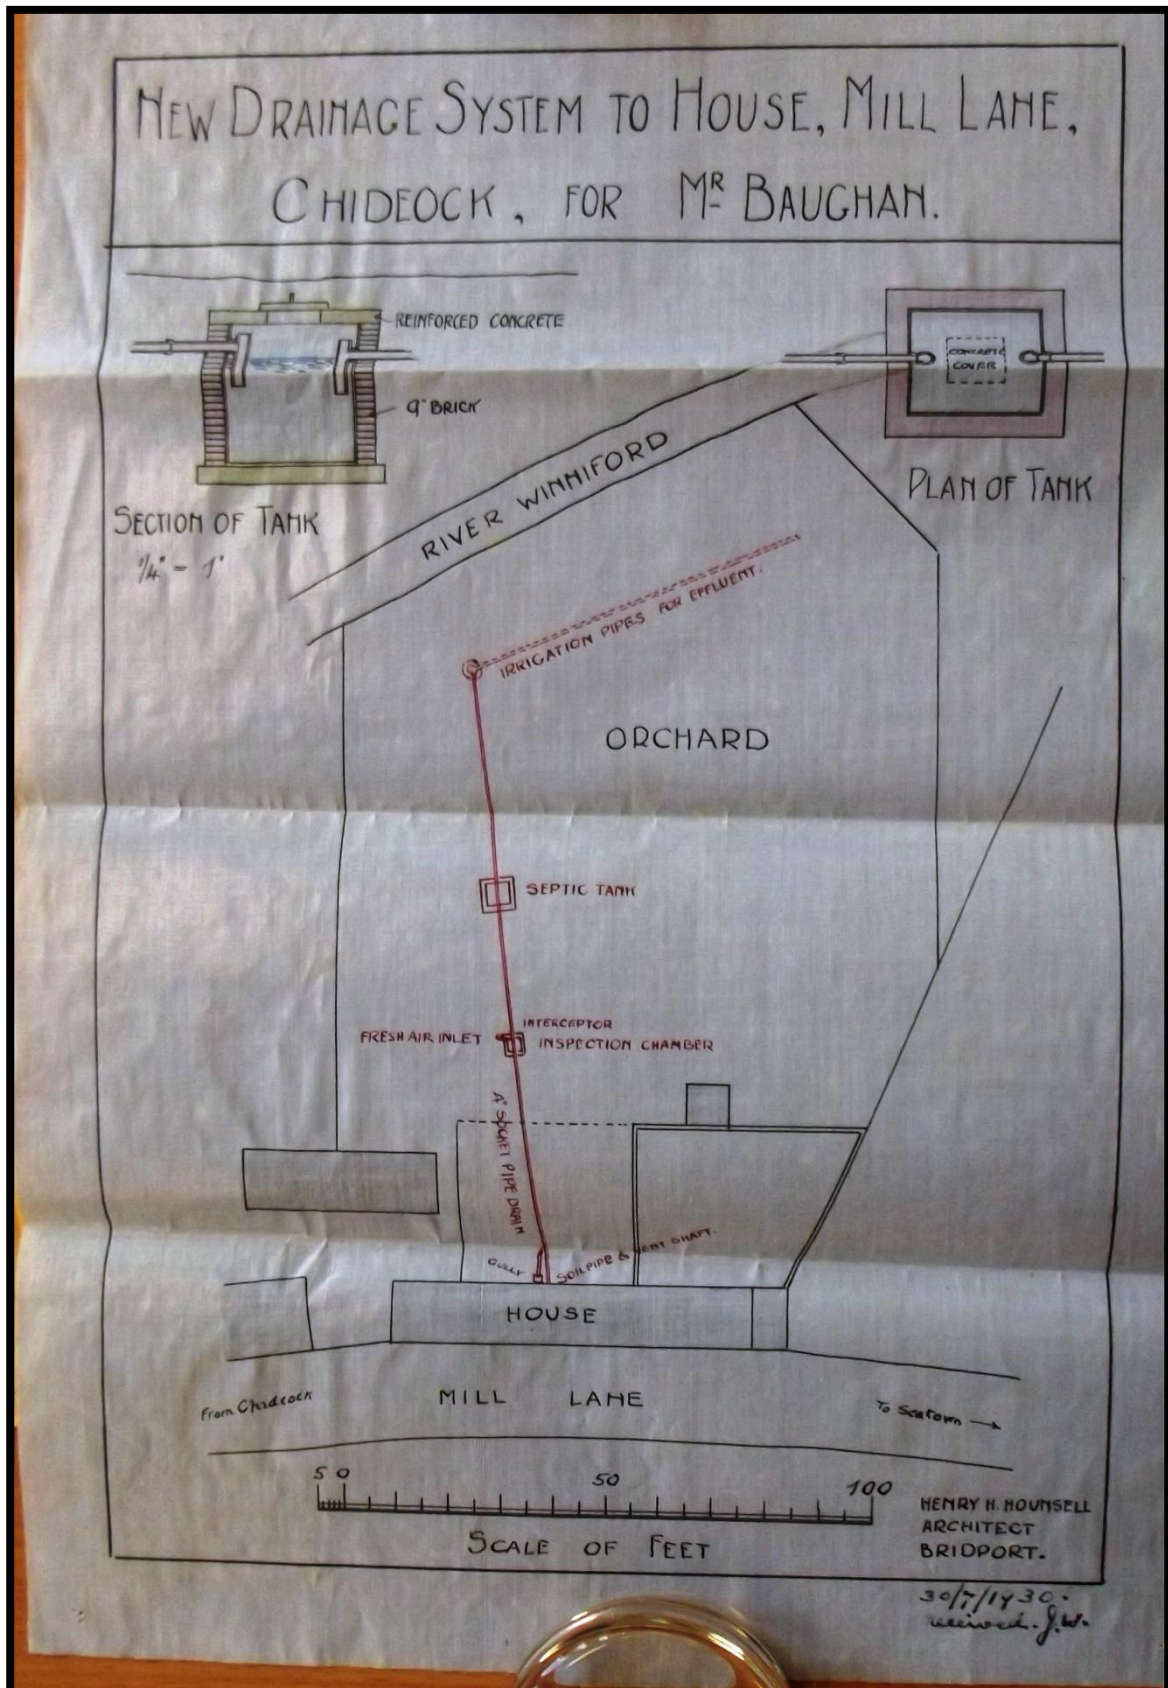 NEW DRAINAGE SYSTEM TO HOUSE, MILL LANE,
CHIDEOCK, FOR MR BAUGHAN.
REINFORCED CONCRETE
9" BRICK
SECTION OF TANK
1/4" - 1'
CONCRETE
COVER
PLAN OF TANK
RIVER WINNIFORD
IRRIGATION PIPES FOR EFFLUENT.
ORCHARD
SEPTIC TANK
INTERCEPTOR
FRESH AIR INLET
INSPECTION CHAMBER
4" SOCKET PIPE DRAIN
GULLY
SOILPIPE & VENT SHAFT.
HOUSE
From Chideock
MILL LANE
To Seatown
5 0 50 100
SCALE OF FEET
HENRY H. HOUNSELL
ARCHITECT
BRIDPORT.
30/7/1930.
received. J.W.